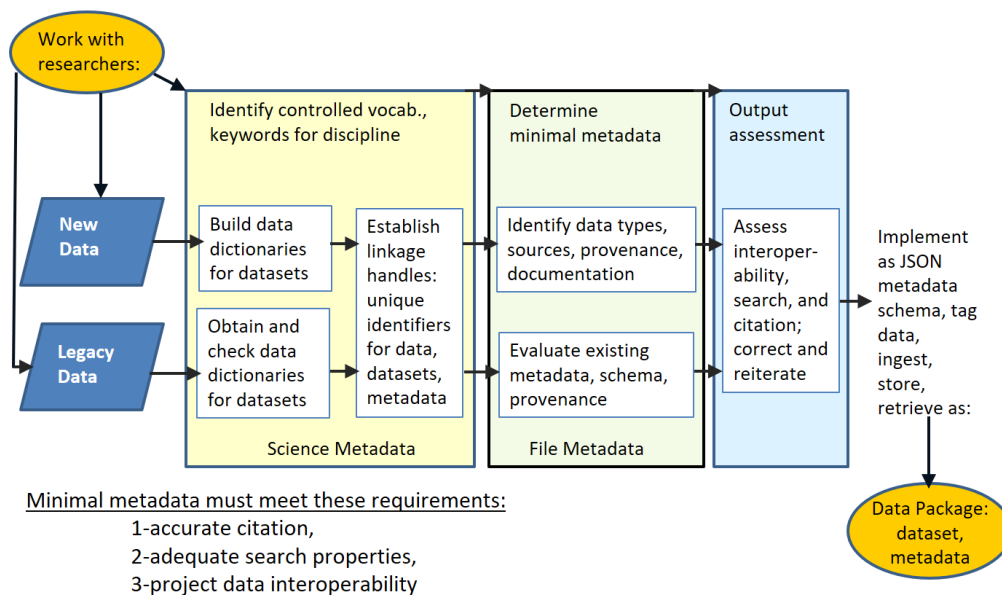 Work with
researchers:
Identify controlled vocab.,
keywords for discipline
Determine
minimal metadata
Output
assessment
New
Data
Build data
dictionaries
for datasets
Establish
linkage
handles:
unique
identifiers
for data,
datasets,
metadata
Identify data types,
sources, provenance,
documentation
Assess
interoper-
ability,
search, and
citation;
correct and
reiterate
Implement
as JSON
metadata
schema, tag
data,
ingest,
store,
retrieve as:
Legacy
Data
Obtain and
check data
dictionaries
for datasets
Evaluate existing
metadata, schema,
provenance
Science Metadata
File Metadata
Data Package:
dataset,
metadata
Minimal metadata must meet these requirements:
1-accurate citation,
2-adequate search properties,
3-project data interoperability